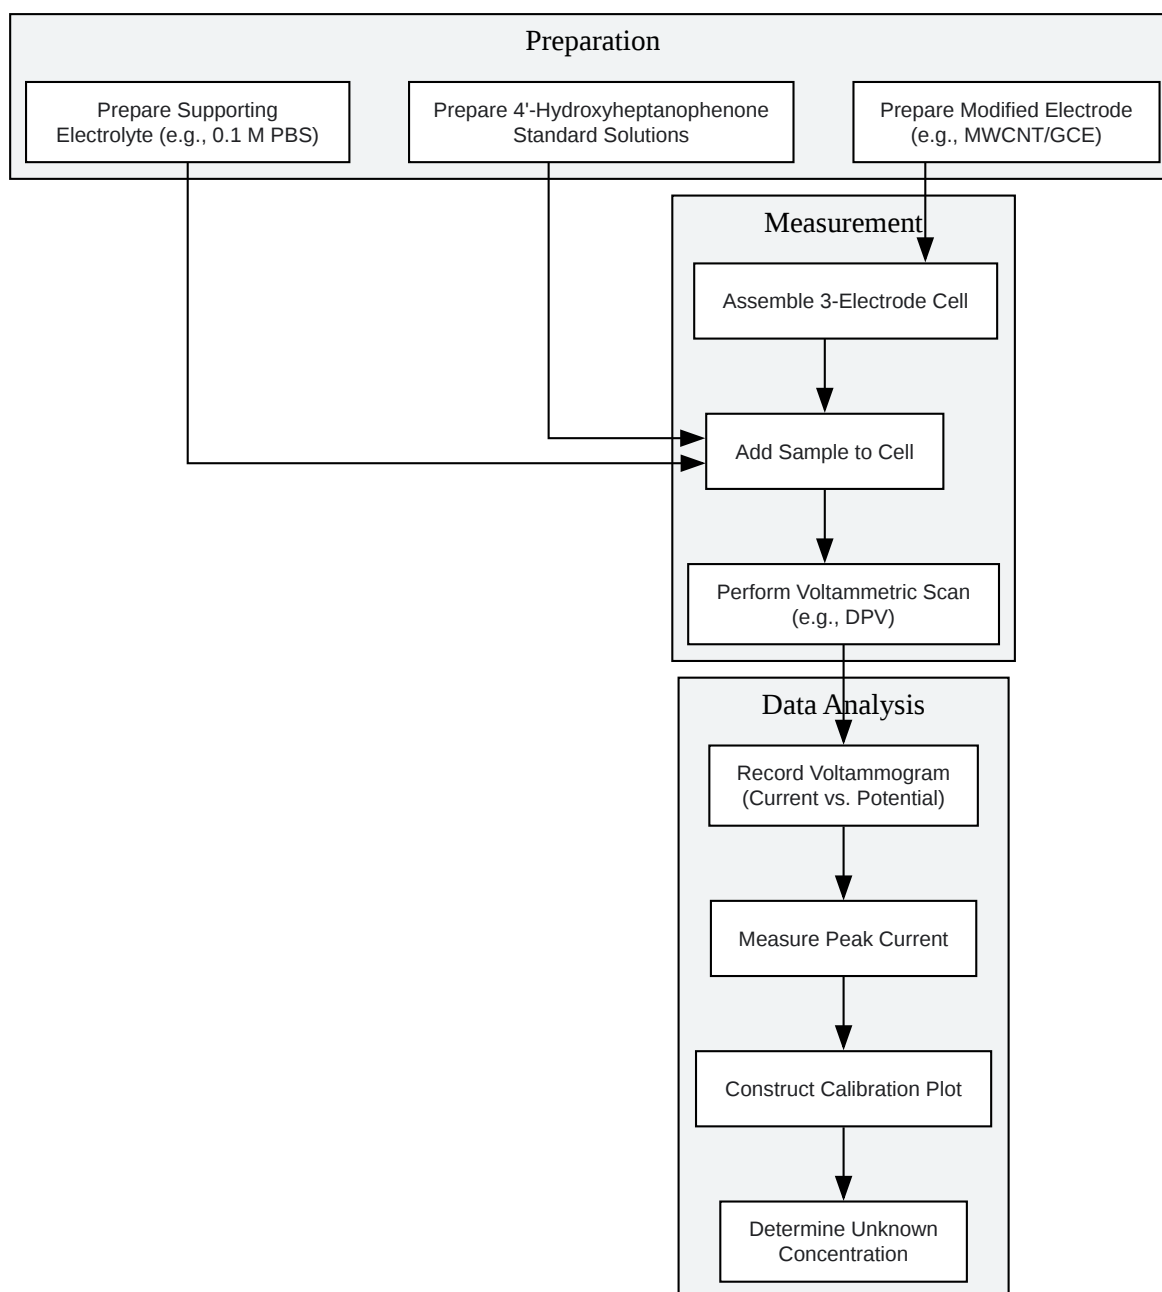 Preparation
Prepare Supporting
Electrolyte (e.g., 0.1 M PBS)
Prepare 4'-Hydroxyheptanophenone
Standard Solutions
Prepare Modified Electrode
(e.g., MWCNT/GCE)
Measurement
Assemble 3-Electrode Cell
Add Sample to Cell
Perform Voltammetric Scan
(e.g., DPV)
Data Analysis
Record Voltammogram
(Current vs. Potential)
Measure Peak Current
Construct Calibration Plot
Determine Unknown
Concentration